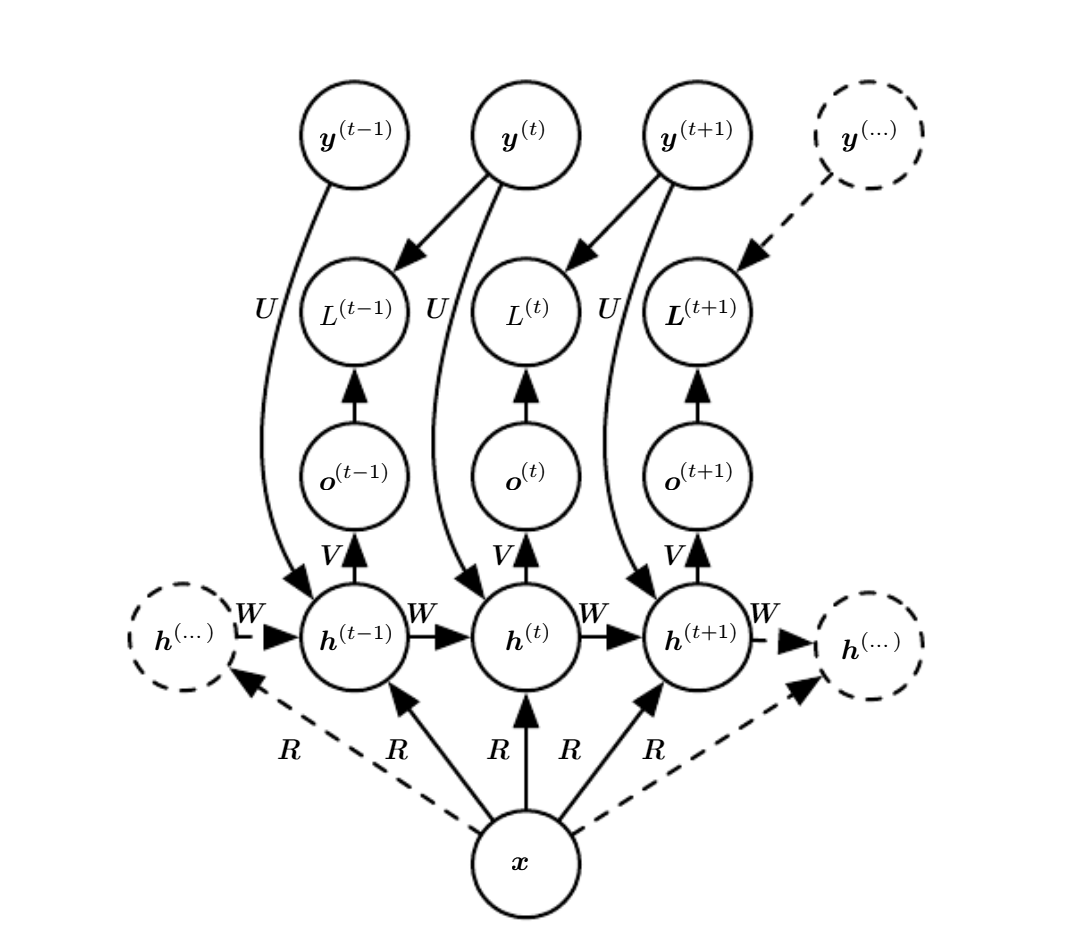 y^(t−1) y^(t) y^(t+1) y^(...)
U L^(t−1) U L^(t) U L^(t+1)
o^(t−1) o^(t) o^(t+1)
V V V
W W W W
h^(...) h^(t−1) h^(t) h^(t+1) h^(...)
R R R R R
x